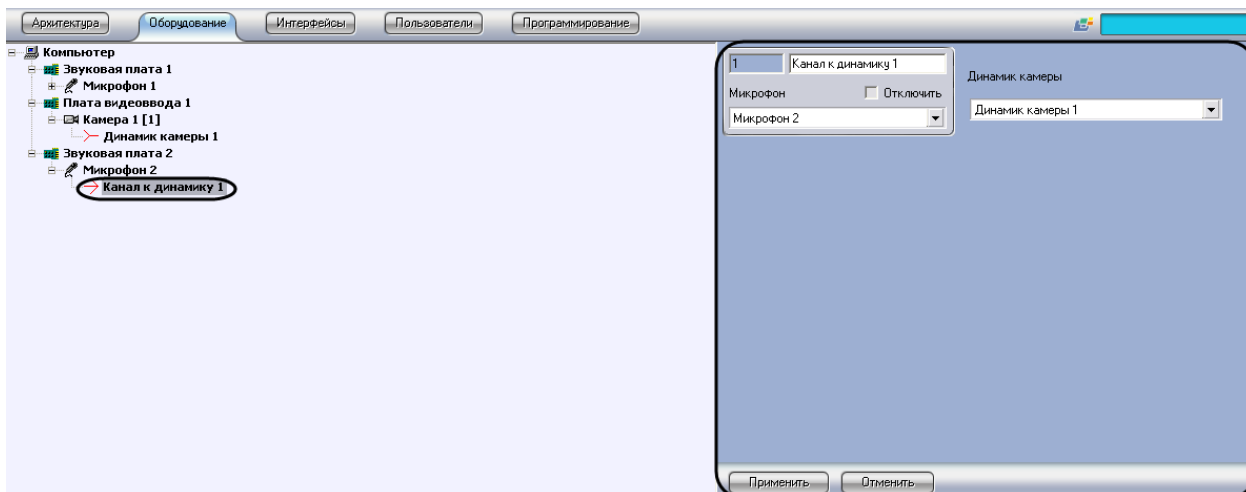 Архитектура Оборудование Интерфейсы Пользователи Программирование
Компьютер
Звуковая плата 1
Микрофон 1
Плата видеоввода 1
Камера 1 [1]
Динамик камеры 1
Звуковая плата 2
Микрофон 2
Канал к динамику 1
1 Канал к динамику 1
Микрофон Отключить
Микрофон 2
Динамик камеры
Динамик камеры 1
Применить Отменить